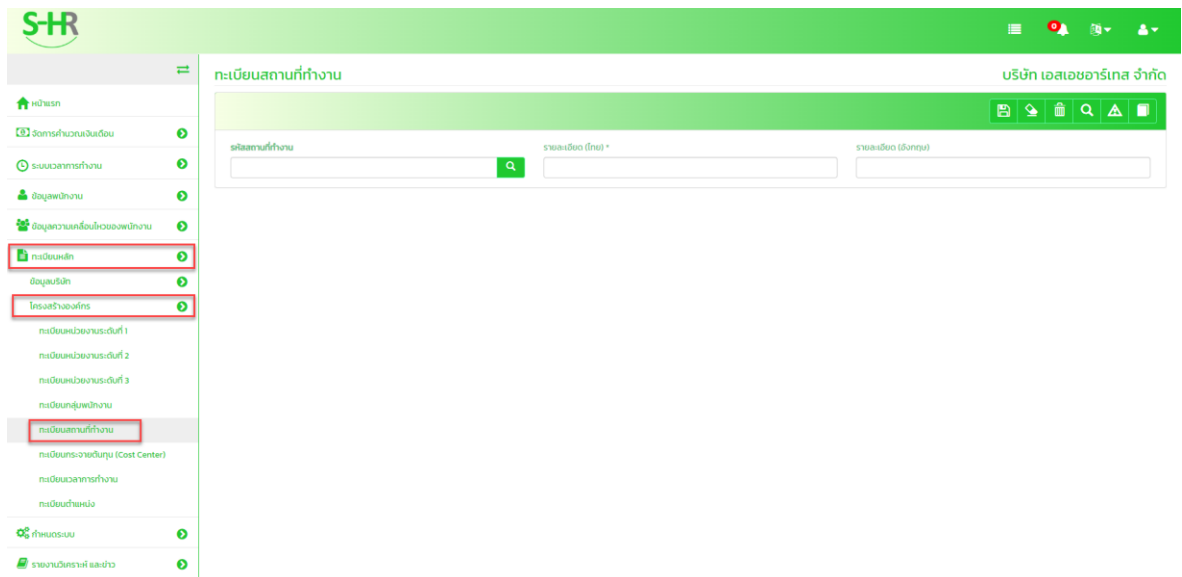 S-HR
0
ทะเบียนสถานที่ทำงาน
บริษัท เอสเอชอาร์เทส จำกัด
หน้าแรก
จัดการคำนวณเงินเดือน
ระบบเวลาการทำงาน
ข้อมูลพนักงาน
ข้อมูลความเคลื่อนไหวของพนักงาน
ทะเบียนหลัก
ข้อมูลบริษัท
โครงสร้างองค์กร
ทะเบียนหน่วยงานระดับที่ 1
ทะเบียนหน่วยงานระดับที่ 2
ทะเบียนหน่วยงานระดับที่ 3
ทะเบียนกลุ่มพนักงาน
ทะเบียนสถานที่ทำงาน
ทะเบียนกระจายต้นทุน (Cost Center)
ทะเบียนเวลาการทำงาน
ทะเบียนตำแหน่ง
กำหนดระบบ
รายงานวิเคราะห์ และข่าว
รหัสสถานที่ทำงาน
รายละเอียด (ไทย) *
รายละเอียด (อังกฤษ)